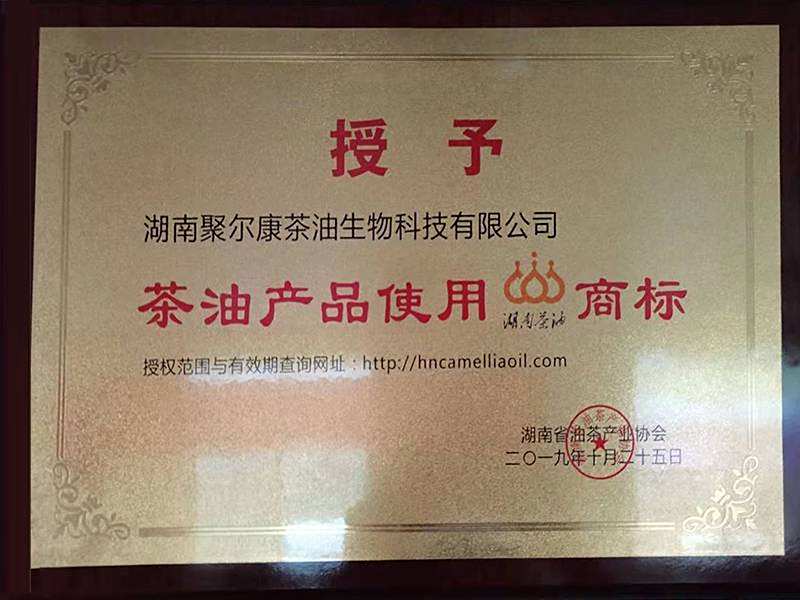 授予
湖南聚尔康茶油生物科技有限公司
茶油产品使用 湖南茶油 商标
授权范围与有效期查询网址：http://hncamelliaoil.com
湖南省油茶产业协会
二〇一九年十月二十五日